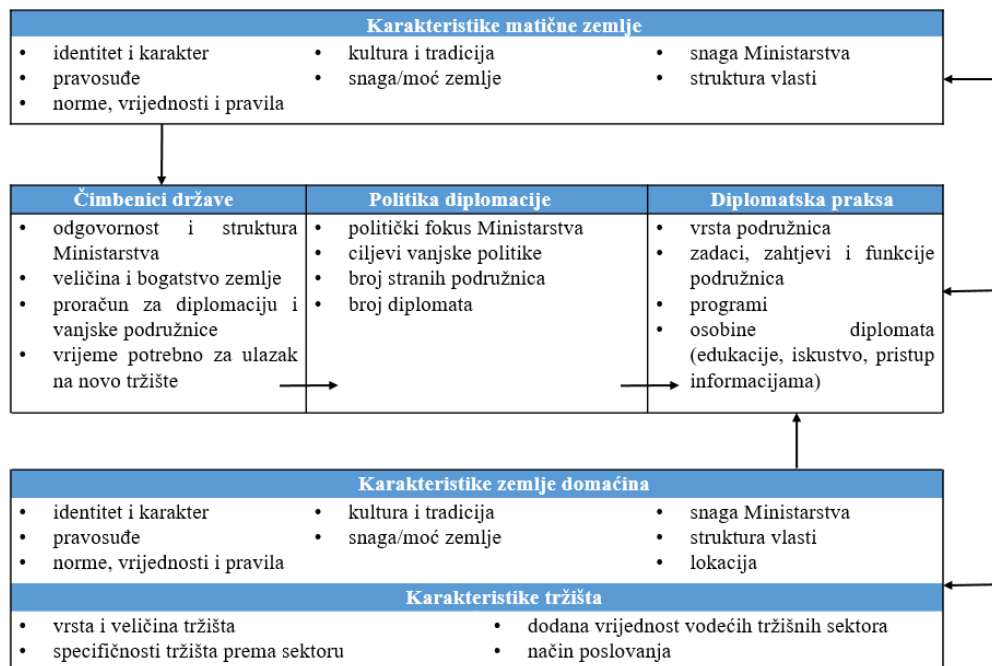 Karakteristike matične zemlje
• identitet i karakter
• pravosuđe
• norme, vrijednosti i pravila
• kultura i tradicija
• snaga/moć zemlje
• snaga Ministarstva
• struktura vlasti
Čimbenici države
• odgovornost i struktura
Ministarstva
• veličina i bogatstvo zemlje
• proračun za diplomaciju i
vanjske podružnice
• vrijeme potrebno za ulazak
na novo tržište
Politika diplomacije
• politički fokus Ministarstva
• ciljevi vanjske politike
• broj stranih podružnica
• broj diplomata
Diplomatska praksa
• vrsta podružnica
• zadaci, zahtjevi i funkcije
podružnica
• programi
• osobine diplomata
(edukacije, iskustvo, pristup
informacijama)
Karakteristike zemlje domaćina
• identitet i karakter
• pravosuđe
• norme, vrijednosti i pravila
• kultura i tradicija
• snaga/moć zemlje
• snaga Ministarstva
• struktura vlasti
• lokacija
Karakteristike tržišta
• vrsta i veličina tržišta
• specifičnosti tržišta prema sektoru
• dodana vrijednost vodećih tržišnih sektora
• način poslovanja